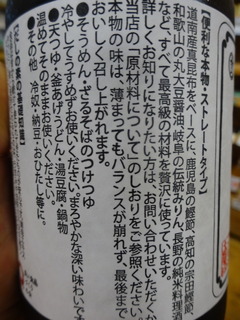 【便利な本物・ストレートタイプ】
道南産真昆布をベースに、鹿児島の鰹節、高知の宗田鰹節、
和歌山の丸大豆醤油、岐阜の伝統みりん、長野の純米料理酒
など、すべて最高級の材料を贅沢に使っています。
詳しくお知りになりたい方は、お問い合わせいただくか
当店の「原材料について」のしおりをご参照ください。
本物の味は、薄まってもバランスが崩れず、最後まで
おいしく召し上がれます。
●そうめん・ざるそばのつけつゆ
冷やしてうすめずお使いください。まろやかな深い味わいで
●天つゆ・釜あげうどん・湯豆腐・鍋物
温めてそのままお使いください。
●その他 冷奴・納豆・おひたし等に。